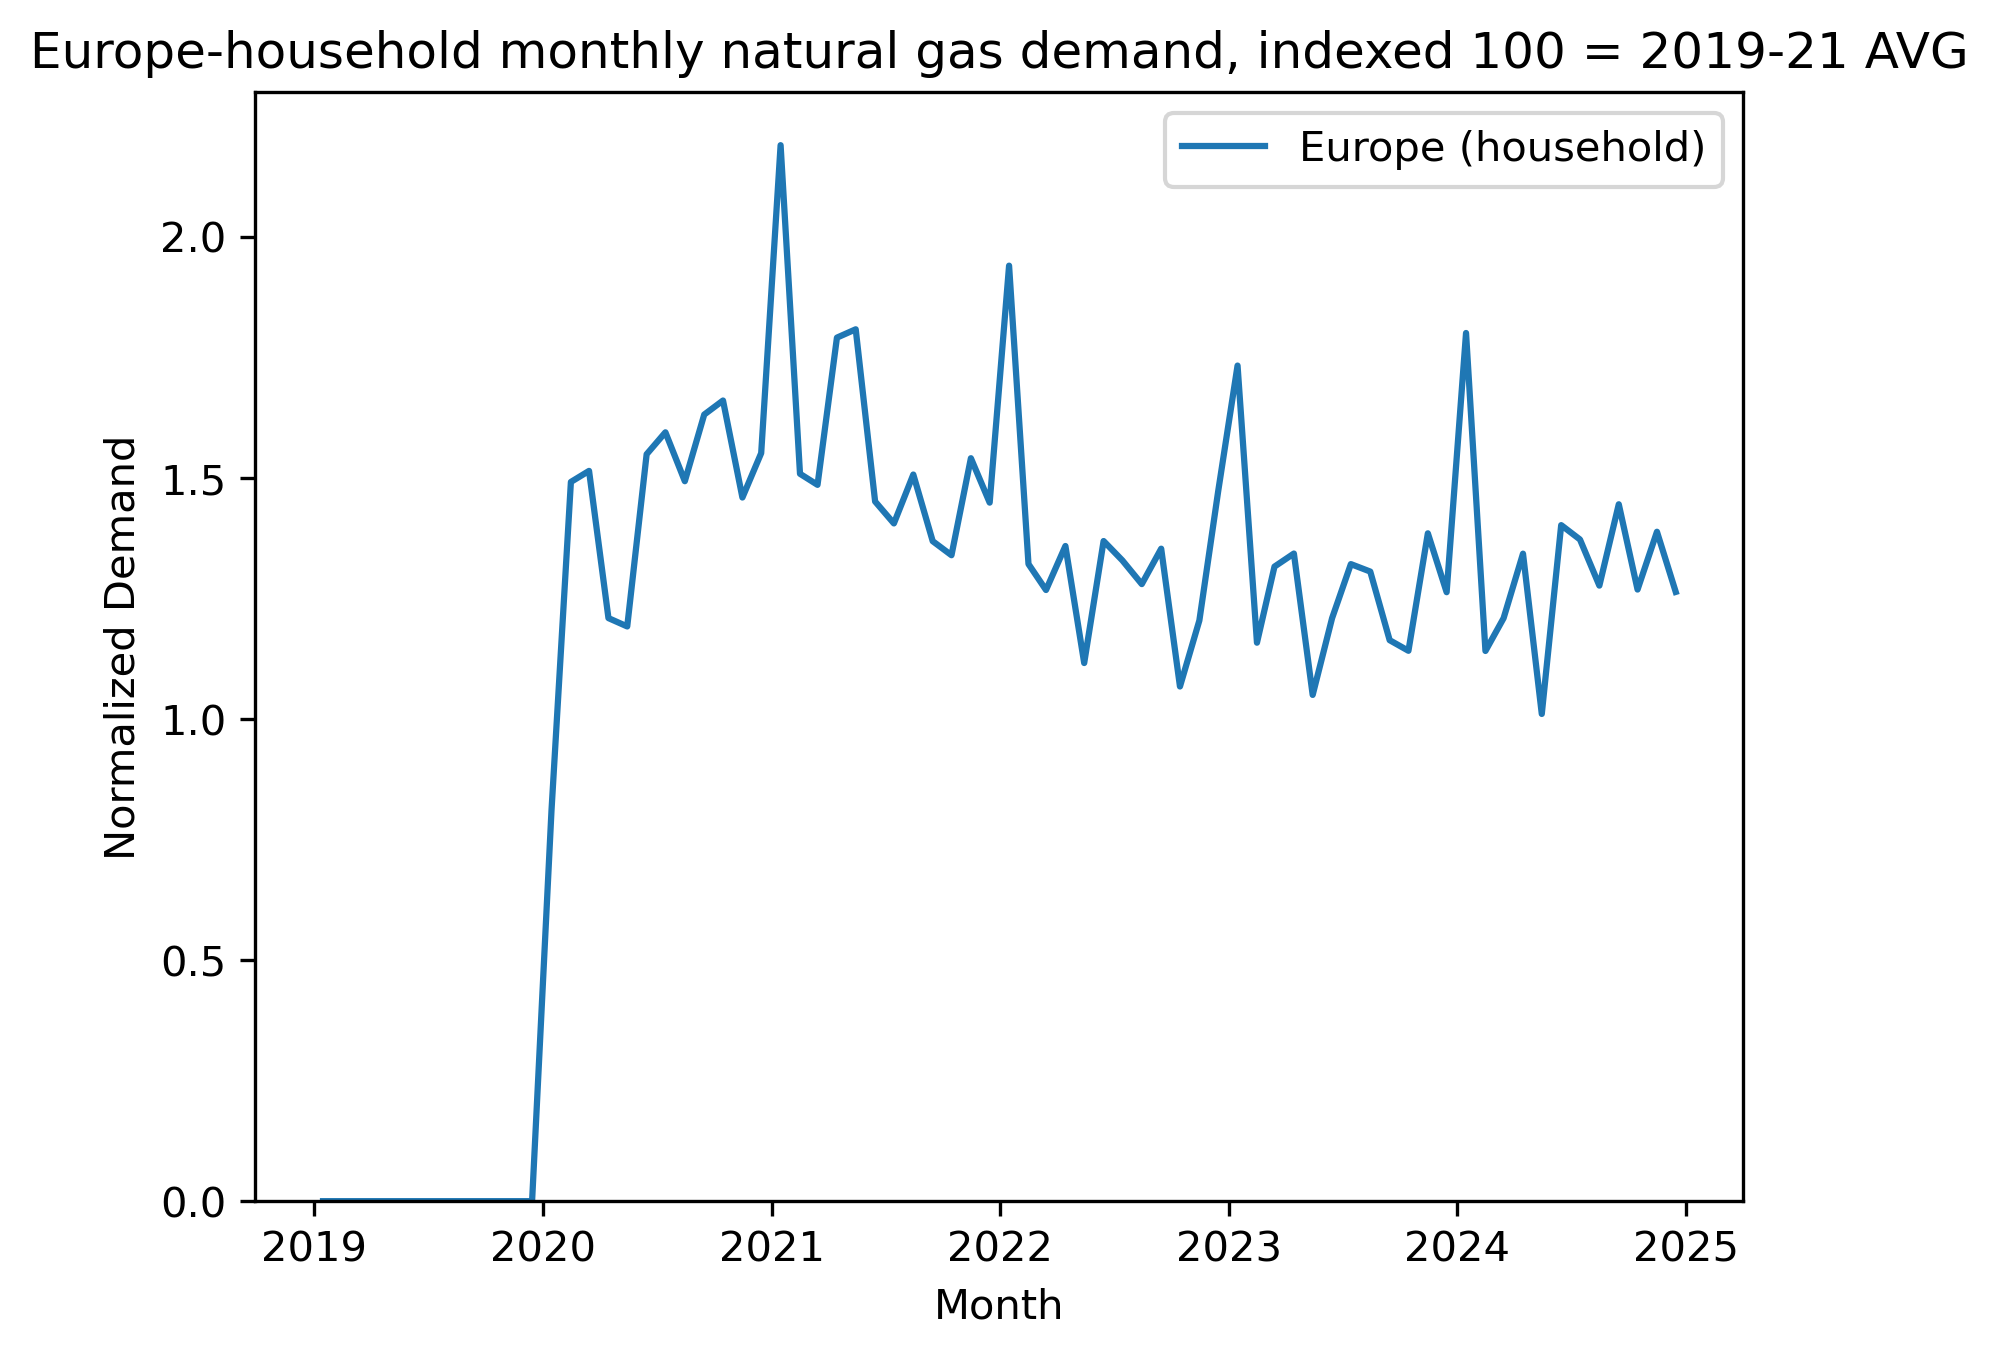 Europe-household monthly natural gas demand, indexed 100 = 2019-21 AVG
Europe (household)
2.0
1.5
1.0
0.5
0.0
Normalized Demand
2019 2020 2021 2022 2023 2024 2025
Month